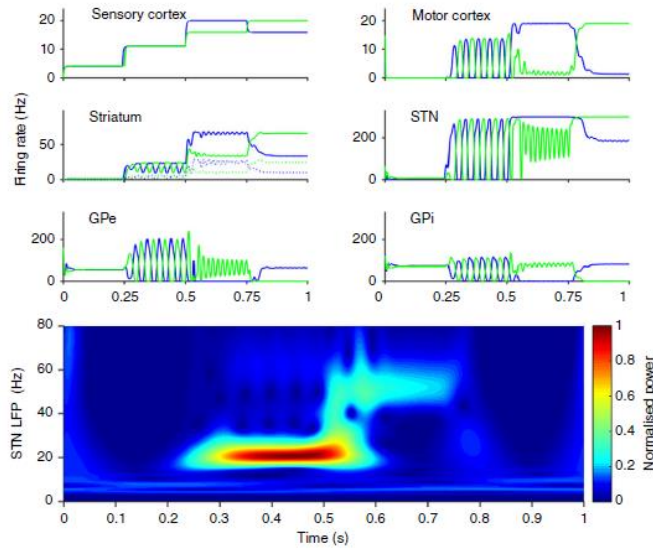 Sensory cortex
Motor cortex
20
10
0
20
10
0
Striatum
STN
Firing rate (Hz)
50
0
200
0
GPe
GPi
200
0
200
0
0 0.25 0.5 0.75 1
0 0.25 0.5 0.75 1
80
60
40
20
0
STN LFP (Hz)
0 0.1 0.2 0.3 0.4 0.5 0.6 0.7 0.8 0.9 1
Time (s)
1
0.8
0.6
0.4
0.2
0
Normalised power